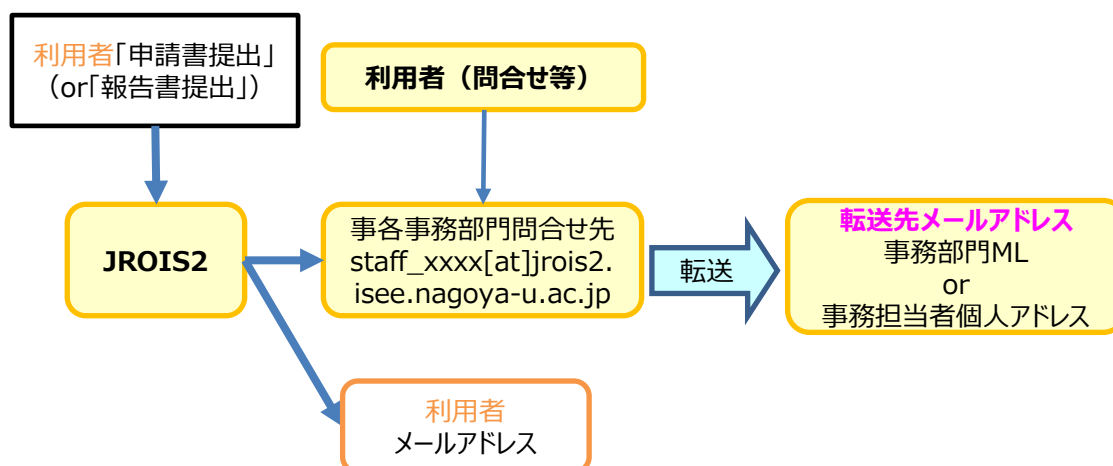 利用者「申請書提出」
（or「報告書提出」）
利用者（問合せ等）
JROIS2
事各事務部門問合せ先
staff_xxxx[at]jrois2.
isee.nagoya-u.ac.jp
転送
転送先メールアドレス
事務部門ML
or
事務担当者個人アドレス
利用者
メールアドレス